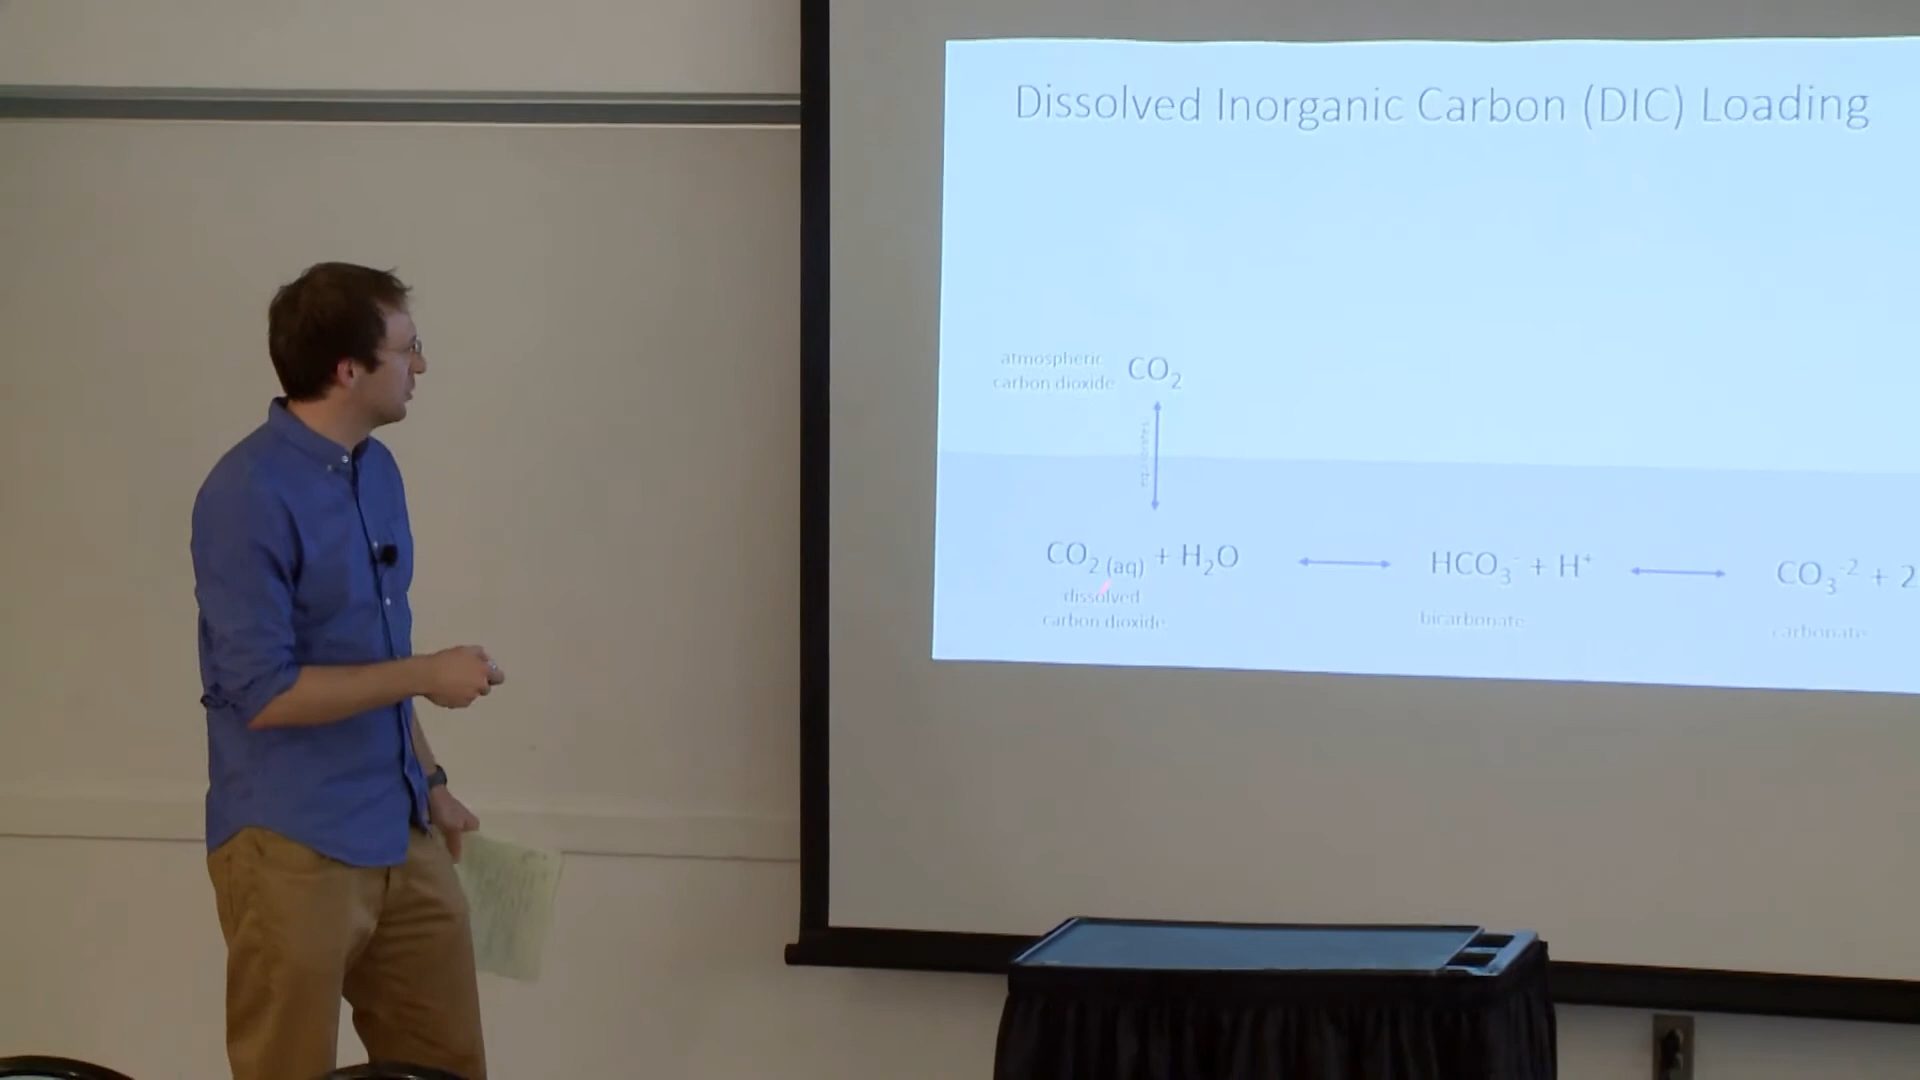 Dissolved Inorganic Carbon (DIC) Loading
atmospheric
carbon dioxide
CO₂
CO₂ (aq) + H₂O
HCO₃⁻ + H⁺
CO₃⁻² + 2
dissolved
carbon dioxide
bicarbonate
carbonate